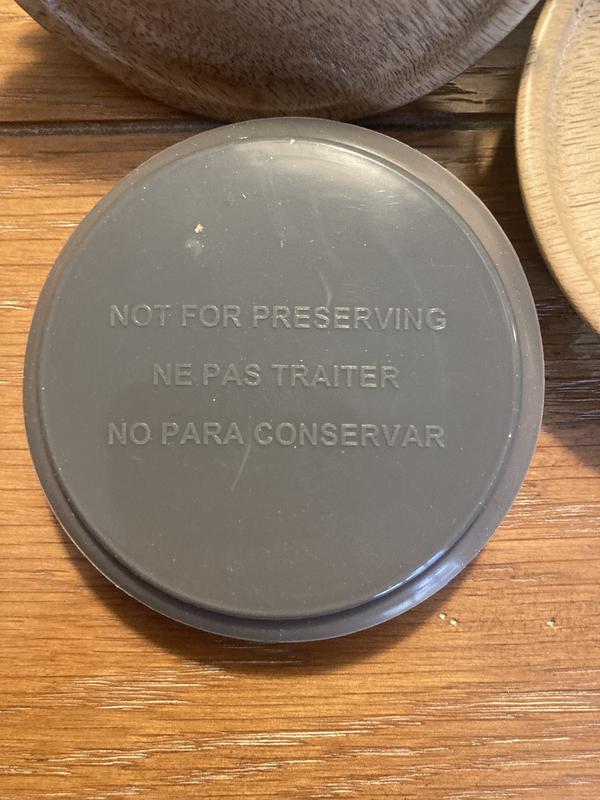 NOT FOR PRESERVING
NE PAS TRAITER
NO PARA CONSERVAR